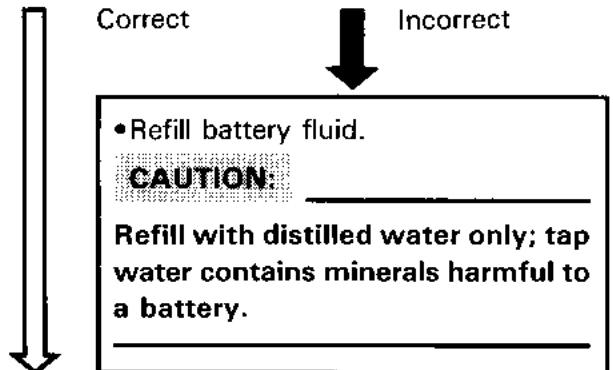 Correct
Incorrect
•Refill battery fluid.
CAUTION:
Refill with distilled water only; tap
water contains minerals harmful to
a battery.